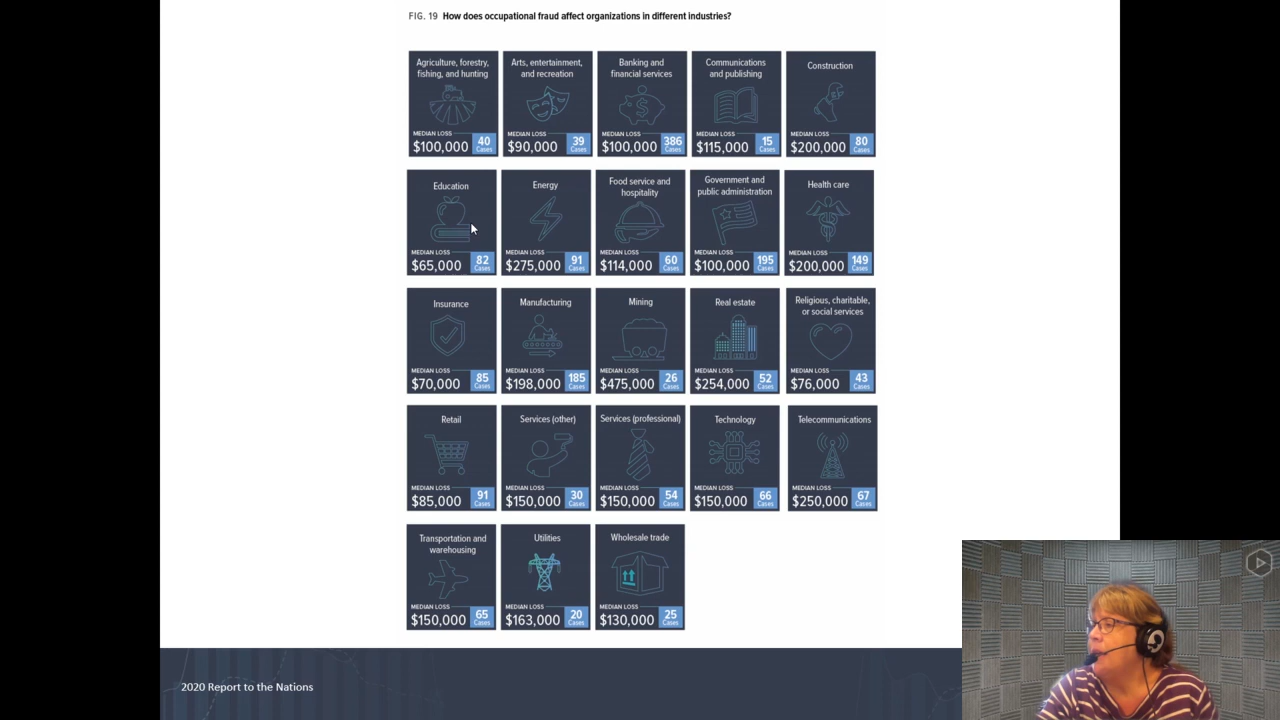 FIG. 19 How does occupational fraud affect organizations in different industries?
Agriculture, forestry,
fishing, and hunting
MEDIAN LOSS
$100,000
40
Cases
Arts, entertainment,
and recreation
MEDIAN LOSS
$90,000
39
Cases
Banking and
financial services
MEDIAN LOSS
$100,000
386
Cases
Communications
and publishing
MEDIAN LOSS
$115,000
15
Cases
Construction
MEDIAN LOSS
$200,000
80
Cases
Education
MEDIAN LOSS
$65,000
82
Cases
Energy
MEDIAN LOSS
$275,000
91
Cases
Food service and
hospitality
MEDIAN LOSS
$114,000
60
Cases
Government and
public administration
MEDIAN LOSS
$100,000
195
Cases
Health care
MEDIAN LOSS
$200,000
149
Cases
Insurance
MEDIAN LOSS
$70,000
85
Cases
Manufacturing
MEDIAN LOSS
$198,000
185
Cases
Mining
MEDIAN LOSS
$475,000
26
Cases
Real estate
MEDIAN LOSS
$254,000
52
Cases
Religious, charitable,
or social services
MEDIAN LOSS
$76,000
43
Cases
Retail
MEDIAN LOSS
$85,000
91
Cases
Services (other)
MEDIAN LOSS
$150,000
30
Cases
Services (professional)
MEDIAN LOSS
$150,000
54
Cases
Technology
MEDIAN LOSS
$150,000
66
Cases
Telecommunications
MEDIAN LOSS
$250,000
67
Cases
Transportation and
warehousing
MEDIAN LOSS
$150,000
65
Cases
Utilities
MEDIAN LOSS
$163,000
20
Cases
Wholesale trade
MEDIAN LOSS
$130,000
25
Cases
2020 Report to the Nations